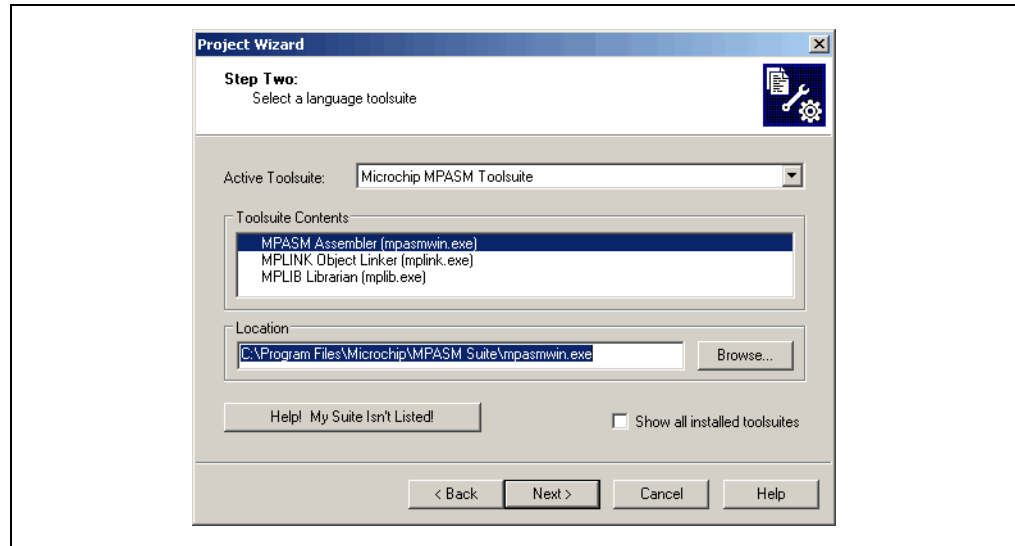 Project Wizard
Step Two:
Select a language toolsuite
Active Toolsuite: Microchip MPASM Toolsuite
Toolsuite Contents
MPASM Assembler (mpasmwin.exe)
MPLINK Object Linker (mplink.exe)
MPLIB Librarian (mplib.exe)
Location
C:\Program Files\Microchip\MPASM Suite\mpasmwin.exe Browse...
Help! My Suite Isn't Listed! Show all installed toolsuites
< Back Next > Cancel Help